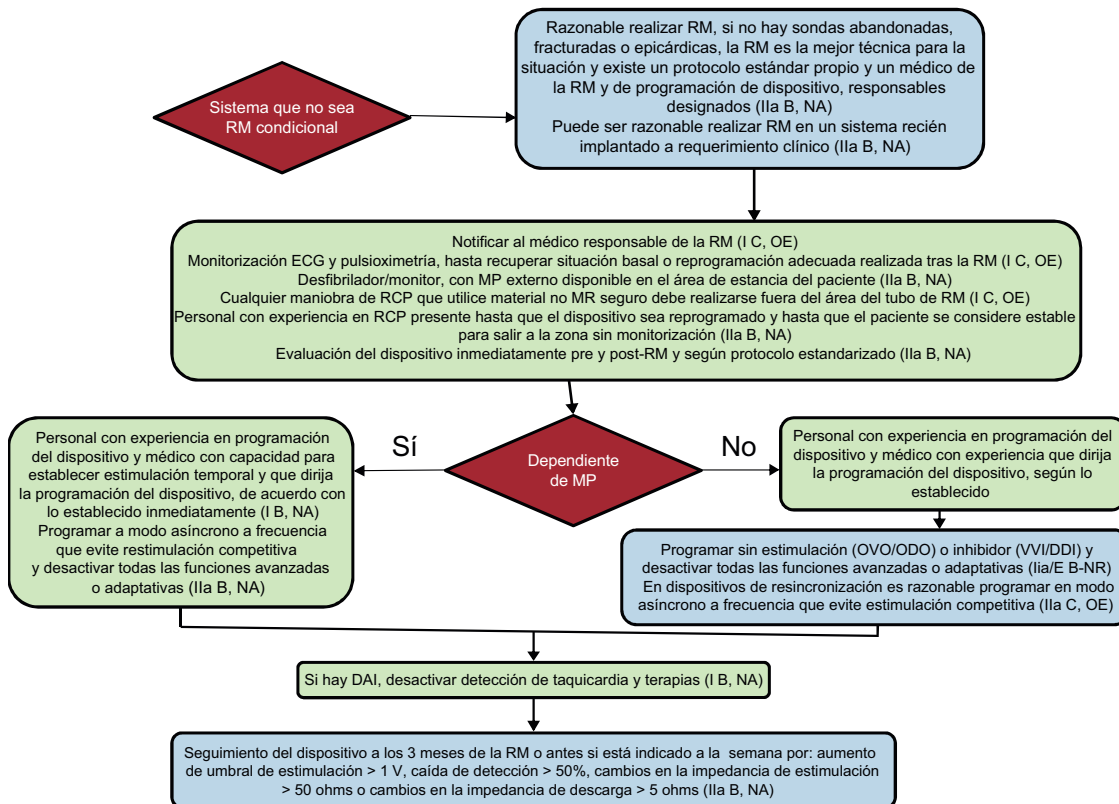 Razonable realizar RM, si no hay sondas abandonadas,
fracturadas o epicárdicas, la RM es la mejor técnica para la
situación y existe un protocolo estándar propio y un médico de
la RM y de programación de dispositivo, responsables
designados (IIa B, NA)
Puede ser razonable realizar RM en un sistema recién
implantado a requerimiento clínico (IIa B, NA)
Sistema que no sea
RM condicional
Notificar al médico responsable de la RM (I C, OE)
Monitorización ECG y pulsioximetría, hasta recuperar situación basal o reprogramación adecuada realizada tras la RM (I C, OE)
Desfibrilador/monitor, con MP externo disponible en el área de estancia del paciente (IIa B, NA)
Cualquier maniobra de RCP que utilice material no MR seguro debe realizarse fuera del área del tubo de RM (I C, OE)
Personal con experiencia en RCP presente hasta que el dispositivo sea reprogramado y hasta que el paciente se considere estable
para salir a la zona sin monitorización (IIa B, NA)
Evaluación del dispositivo inmediatamente pre y post-RM y según protocolo estandarizado (IIa B, NA)
Dependiente
de MP
Sí
No
Personal con experiencia en programación
del dispositivo y médico con capacidad para
establecer estimulación temporal y que dirija
la programación del dispositivo, de acuerdo con
lo establecido inmediatamente (I B, NA)
Programar a modo asíncrono a frecuencia
que evite restimulación competitiva
y desactivar todas las funciones avanzadas
o adaptativas (IIa B, NA)
Personal con experiencia en programación del
dispositivo y médico con experiencia que dirija
la programación del dispositivo, según lo
establecido
Programar sin estimulación (OVO/ODO) o inhibidor (VVI/DDI) y
desactivar todas las funciones avanzadas o adaptativas (Iia/E B-NR)
En dispositivos de resincronización es razonable programar en modo
asíncrono a frecuencia que evite estimulación competitiva (IIa C, OE)
Si hay DAI, desactivar detección de taquicardia y terapias (I B, NA)
Seguimiento del dispositivo a los 3 meses de la RM o antes si está indicado a la semana por: aumento
de umbral de estimulación > 1 V, caída de detección > 50%, cambios en la impedancia de estimulación
> 50 ohms o cambios en la impedancia de descarga > 5 ohms (IIa B, NA)